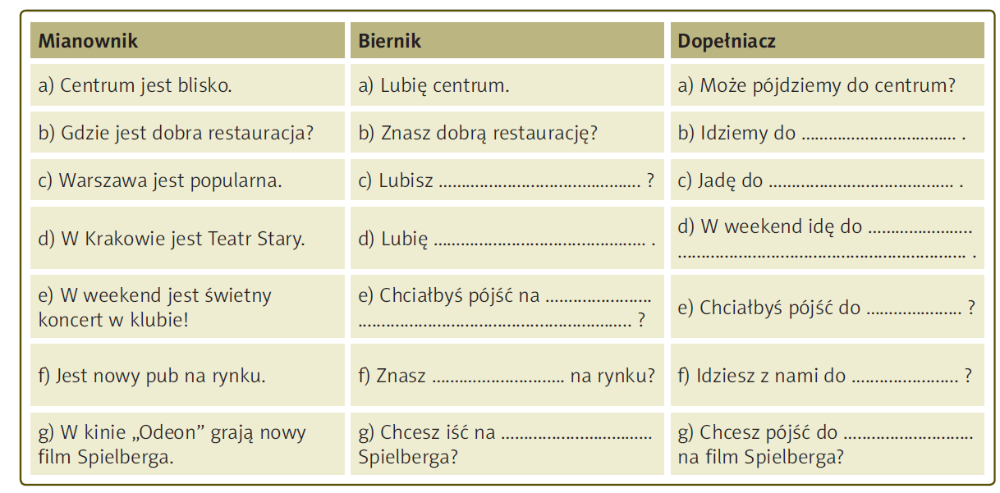 Mianownik
Biernik
Dopełniacz
a) Centrum jest blisko.
a) Lubię centrum.
a) Może pójdziemy do centrum?
b) Gdzie jest dobra restauracja?
b) Znasz dobrą restaurację?
b) Idziemy do .................................. .
c) Warszawa jest popularna.
c) Lubisz ............................................ ?
c) Jadę do ........................................ .
d) W Krakowie jest Teatr Stary.
d) Lubię .............................................. .
d) W weekend idę do .......................
............................................................... .
e) W weekend jest świetny
koncert w klubie!
e) Chciałbyś pójść na .......................
........................................................... ?
e) Chciałbyś pójść do ..................... ?
f) Jest nowy pub na rynku.
f) Znasz ............................. na rynku?
f) Idziesz z nami do ....................... ?
g) W kinie „Odeon” grają nowy
film Spielberga.
g) Chcesz iść na .................................
Spielberga?
g) Chcesz pójść do ............................
na film Spielberga?